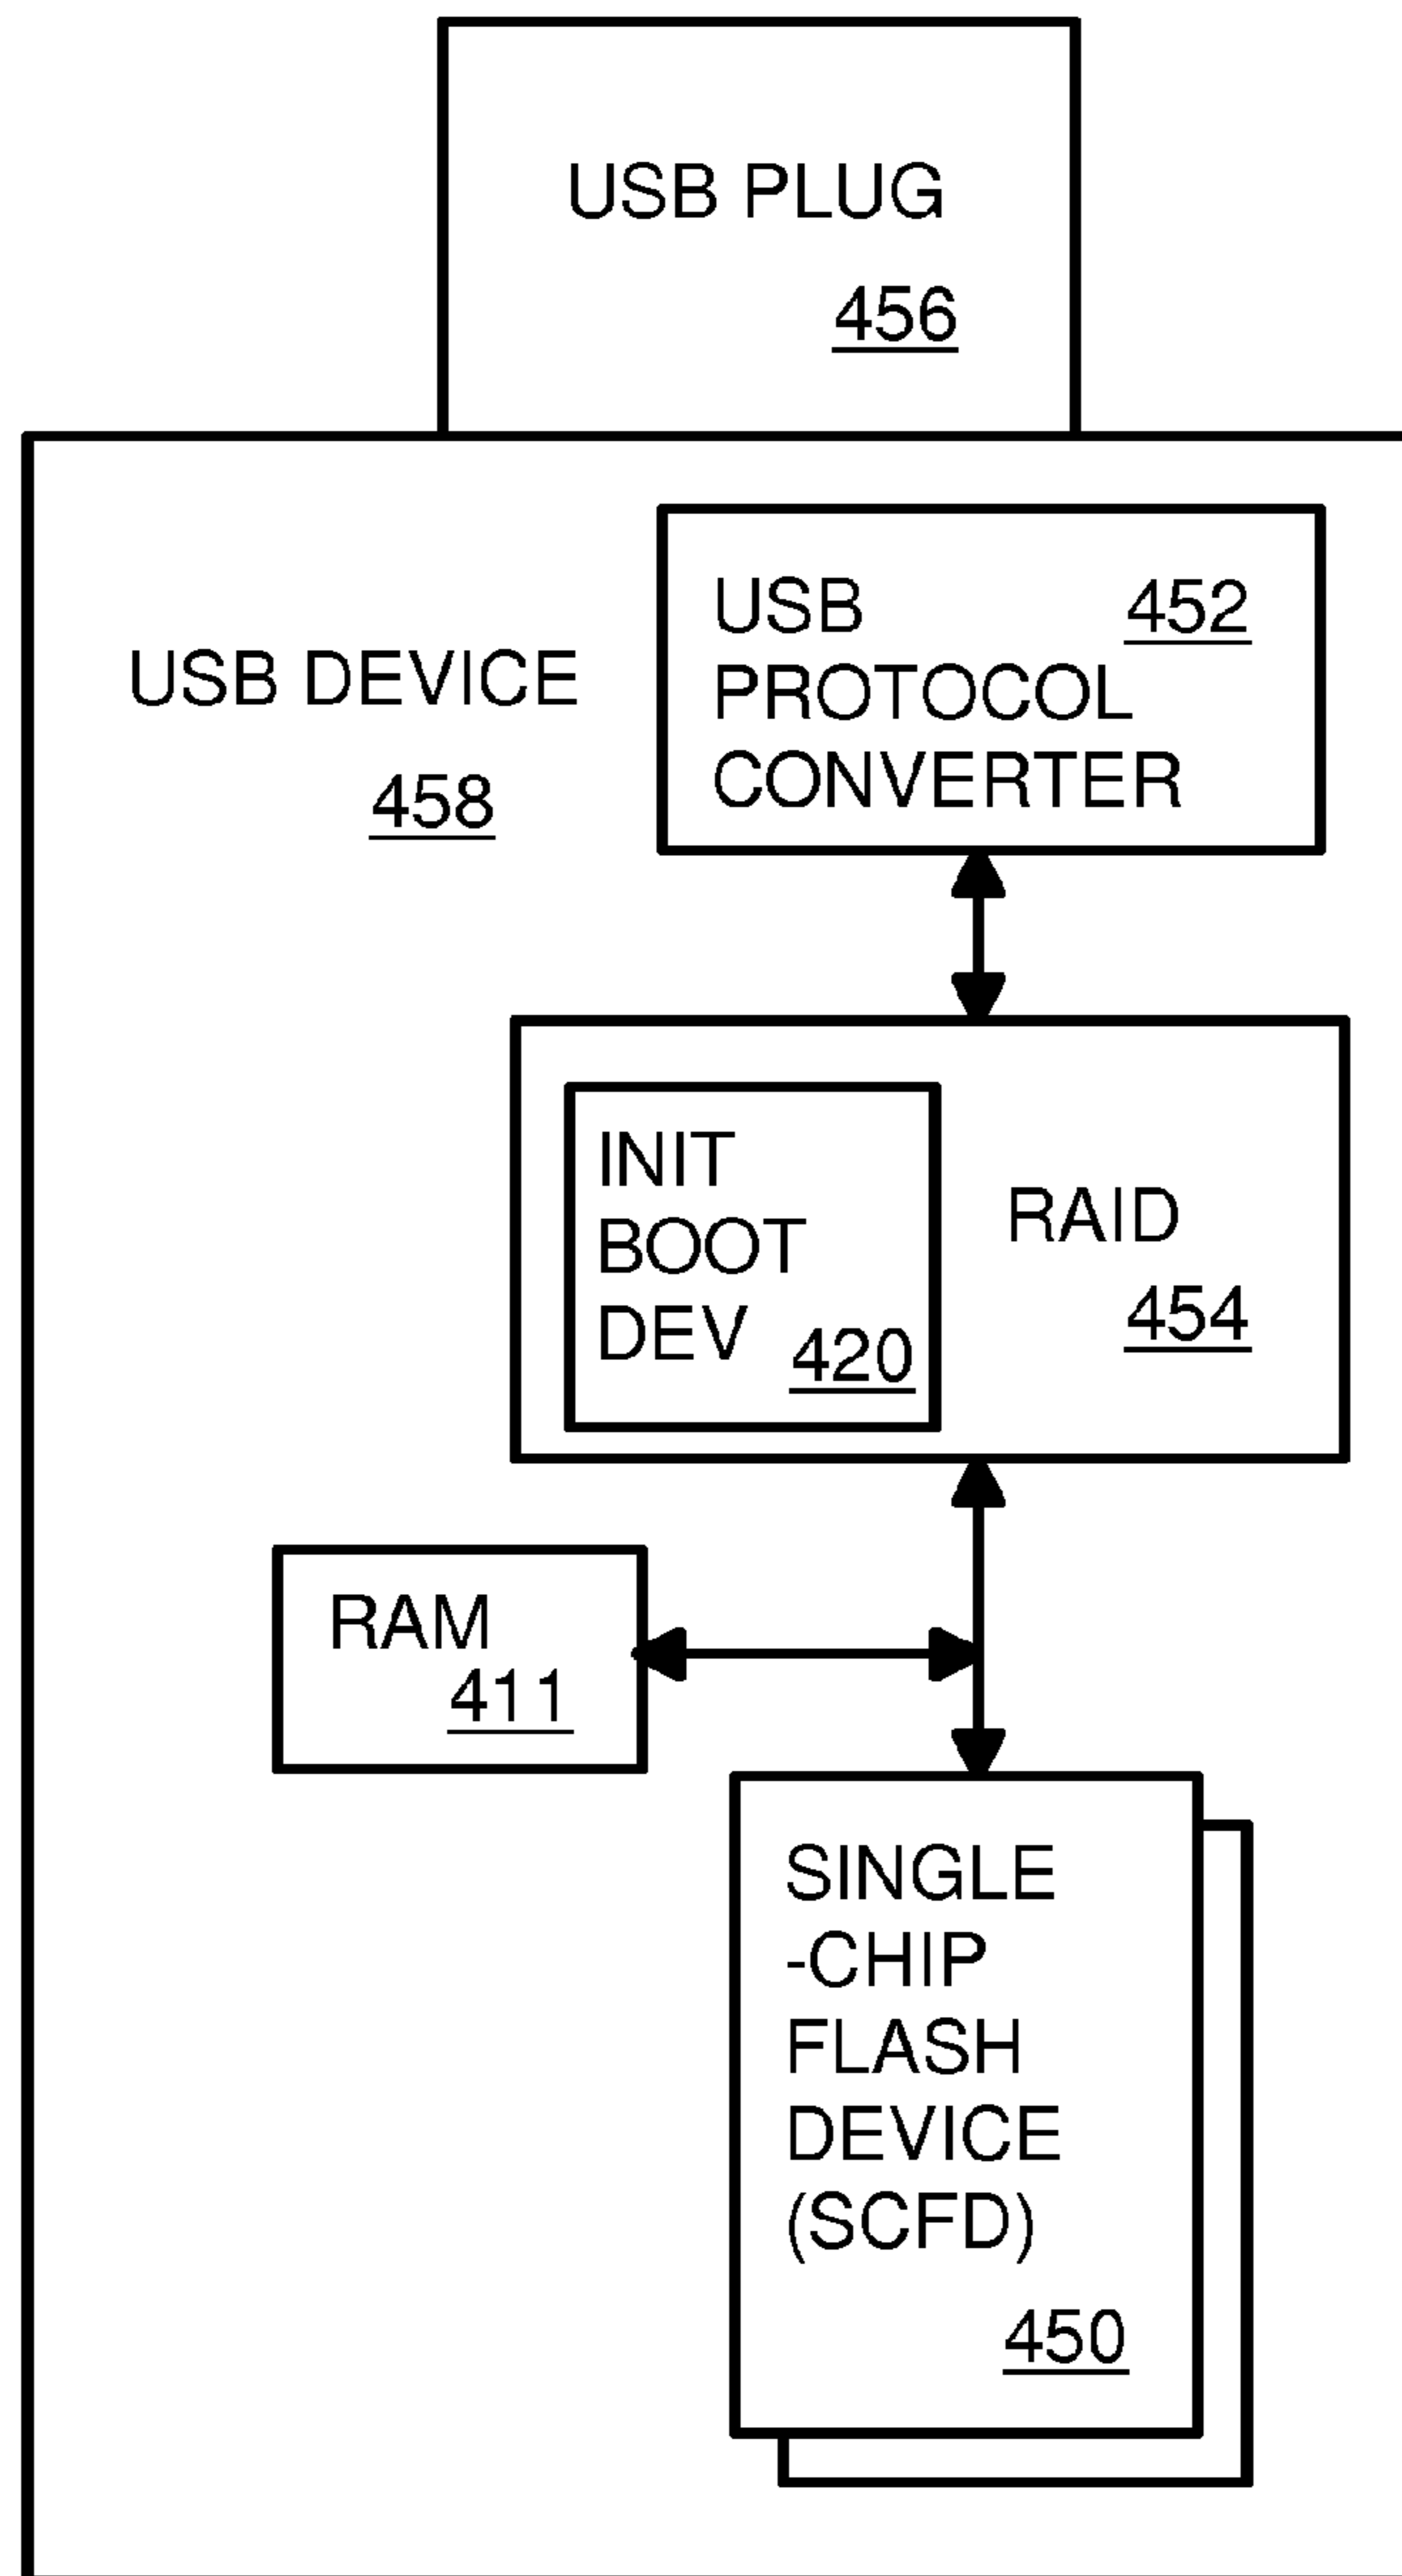 USB PLUG
456
USB DEVICE
458
USB 452
PROTOCOL
CONVERTER
INIT
BOOT
DEV 420
RAID
454
RAM
411
SINGLE
-CHIP
FLASH
DEVICE
(SCFD)
450